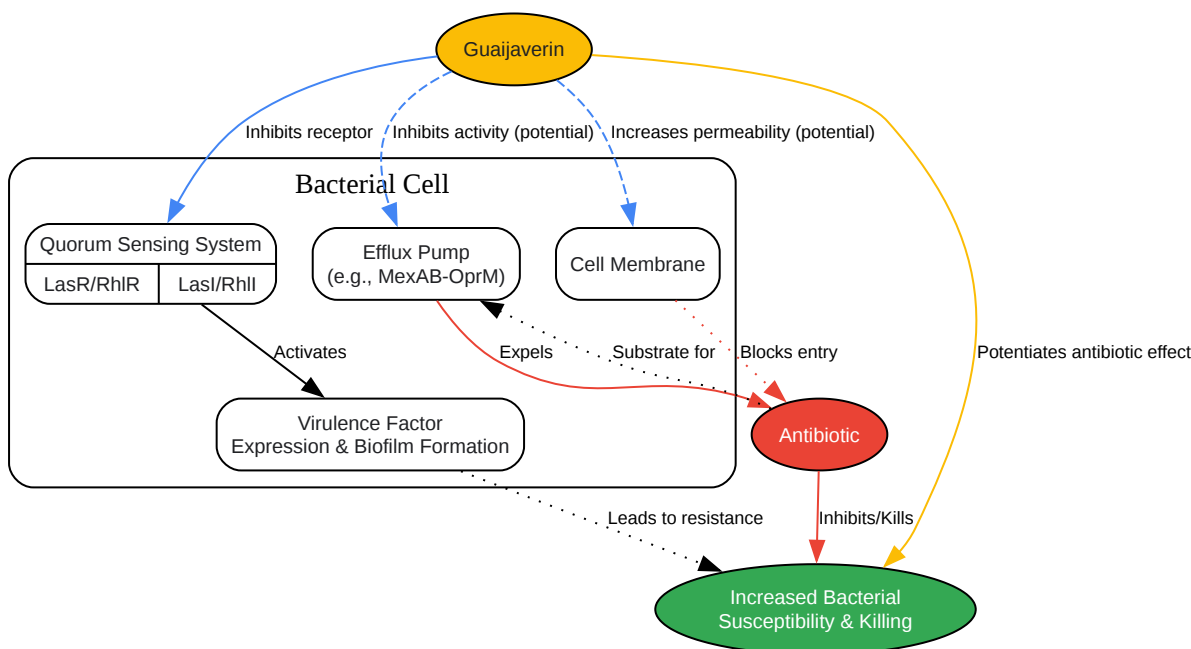 Guaijaverin
Inhibits receptor
Inhibits activity (potential)
Increases permeability (potential)
Bacterial Cell
Quorum Sensing System
LasR/RhlR
LasI/RhlI
Efflux Pump
(e.g., MexAB-OprM)
Cell Membrane
Activates
Expels
Substrate for
Blocks entry
Potentiates antibiotic effect
Virulence Factor
Expression & Biofilm Formation
Antibiotic
Leads to resistance
Inhibits/Kills
Increased Bacterial
Susceptibility & Killing